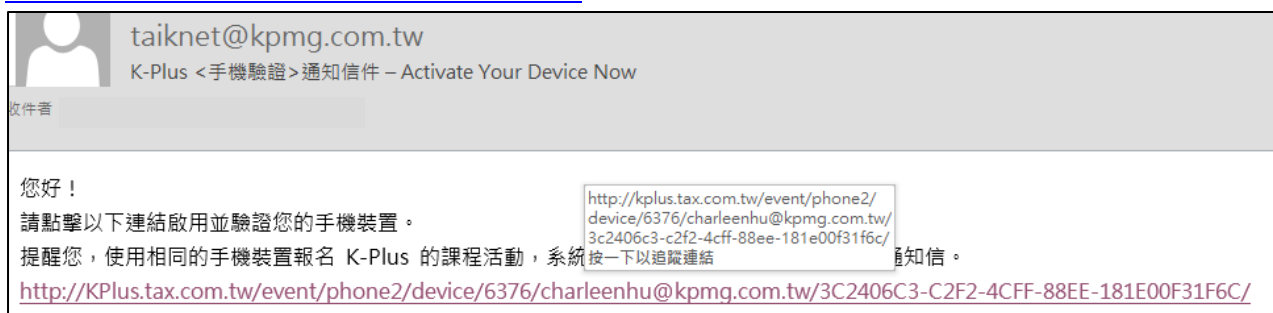 taiknet@kpmg.com.tw
K-Plus <手機驗證>通知信件 – Activate Your Device Now
收件者
您好！
請點擊以下連結啟用並驗證您的手機裝置。
提醒您，使用相同的手機裝置報名 K-Plus 的課程活動，系統
通知信。
http://kplus.tax.com.tw/event/phone2/
device/6376/charleenhu@kpmg.com.tw/
3c2406c3-c2f2-4cff-88ee-181e00f31f6c/
按一下以追蹤連結
http://KPlus.tax.com.tw/event/phone2/device/6376/charleenhu@kpmg.com.tw/3C2406C3-C2F2-4CFF-88EE-181E00F31F6C/